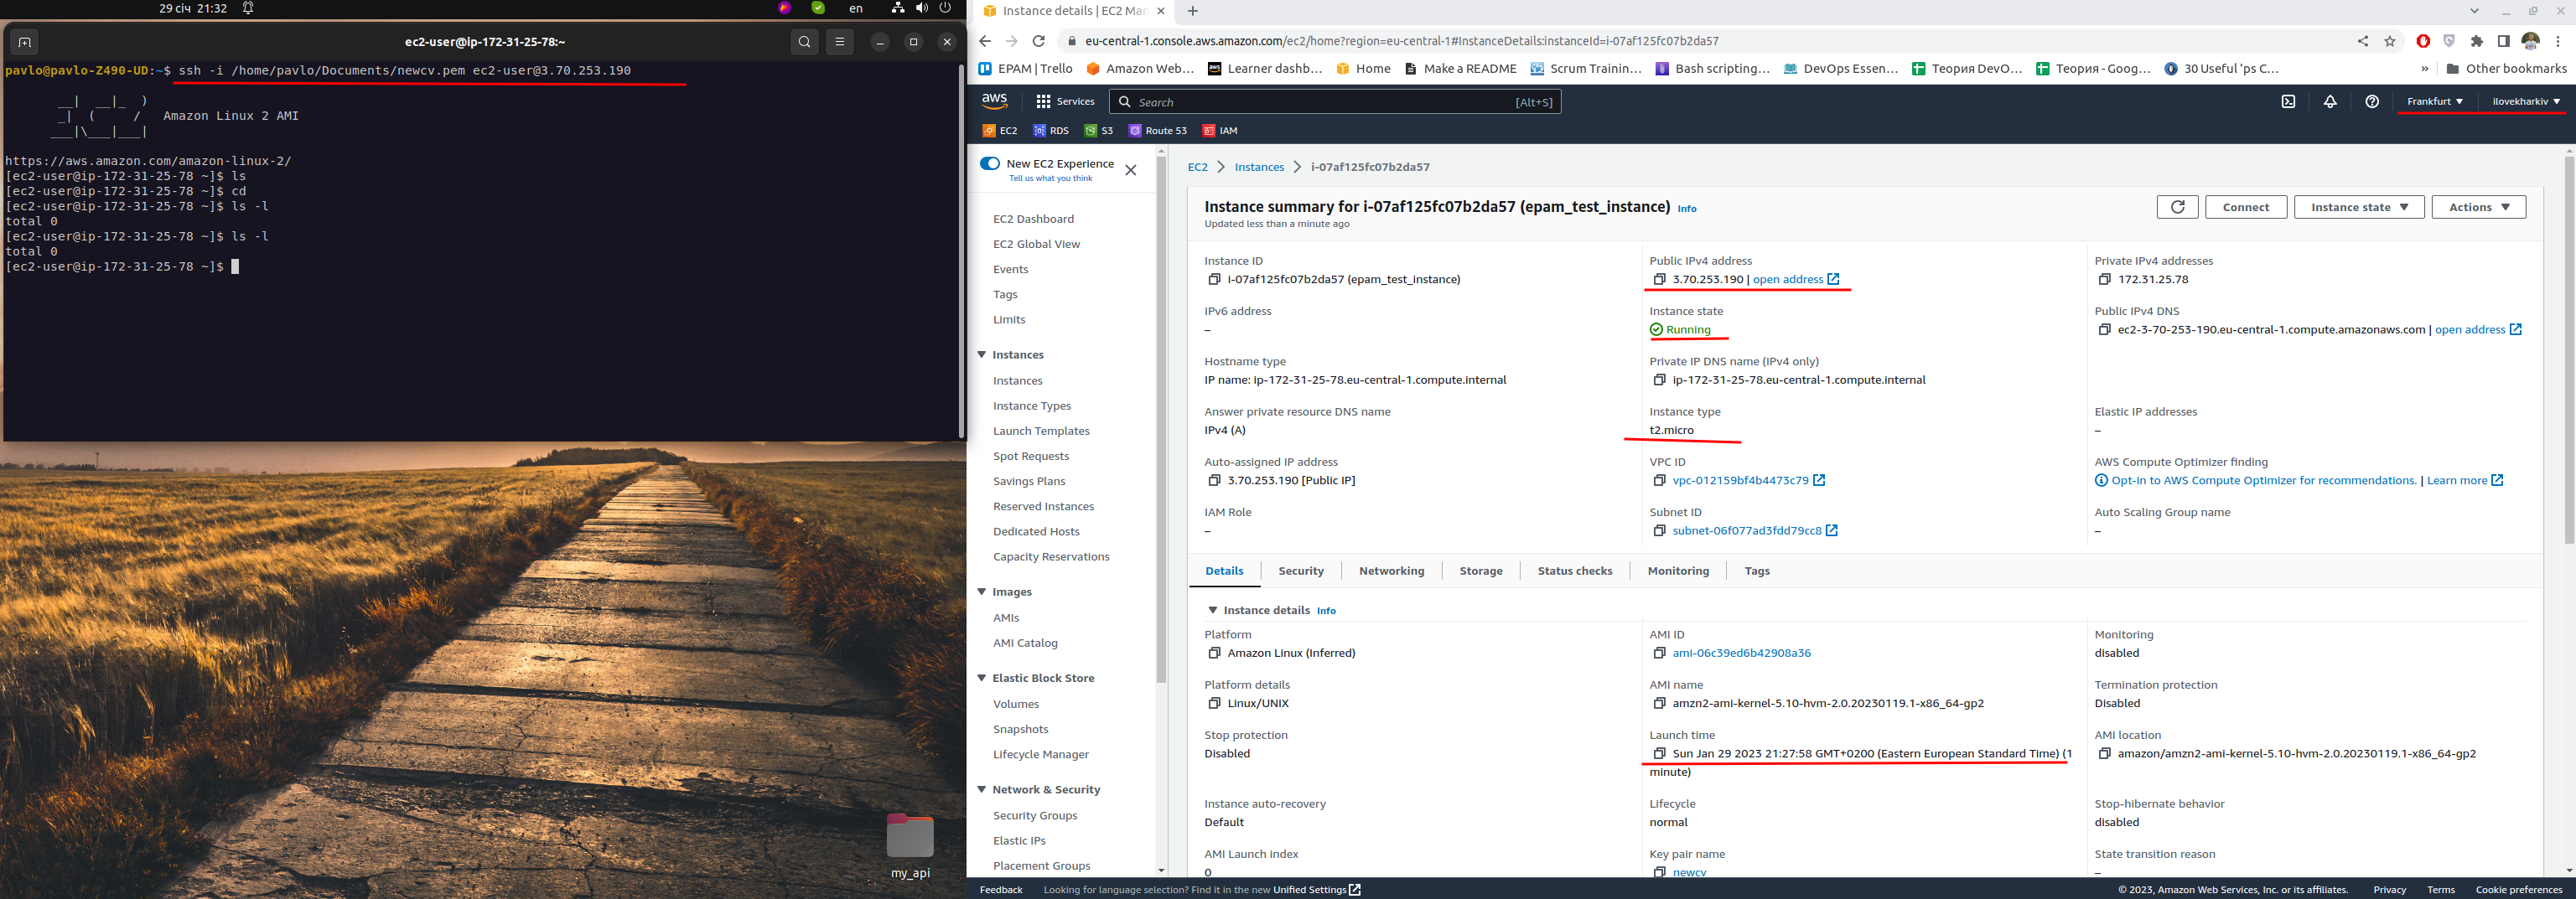 29 січ 21:32
en
ec2-user@ip-172-31-25-78:~
pavlo@pavlo-Z490-UD:~$ ssh -i /home/pavlo/Documents/newcv.pem ec2-user@3.70.253.190
       __|  __|_  )
       _|  (     /   Amazon Linux 2 AMI
      ___|\___|___|
https://aws.amazon.com/amazon-linux-2/
[ec2-user@ip-172-31-25-78 ~]$ ls
[ec2-user@ip-172-31-25-78 ~]$ cd
[ec2-user@ip-172-31-25-78 ~]$ ls -l
total 0
[ec2-user@ip-172-31-25-78 ~]$ ls -l
total 0
[ec2-user@ip-172-31-25-78 ~]$
my_api
Instance details | EC2 Man
eu-central-1.console.aws.amazon.com/ec2/home?region=eu-central-1#InstanceDetails:instanceId=i-07af125fc07b2da57
EPAM | Trello
Amazon Web...
Learner dashb...
Home
Make a README
Scrum Trainin...
Bash scripting...
DevOps Essen...
Теория DevO...
Теория - Goog...
30 Useful 'ps C...
»
Other bookmarks
aws
Services
Search
[Alt+S]
Frankfurt
ilovekharkiv
EC2
RDS
S3
Route 53
IAM
New EC2 Experience
Tell us what you think
EC2 Dashboard
EC2 Global View
Events
Tags
Limits
Instances
Instances
Instance Types
Launch Templates
Spot Requests
Savings Plans
Reserved Instances
Dedicated Hosts
Capacity Reservations
Images
AMIs
AMI Catalog
Elastic Block Store
Volumes
Snapshots
Lifecycle Manager
Network & Security
Security Groups
Elastic IPs
Placement Groups
EC2
Instances
i-07af125fc07b2da57
Instance summary for i-07af125fc07b2da57 (epam_test_instance) Info
Updated less than a minute ago
Connect
Instance state
Actions
Instance ID
i-07af125fc07b2da57 (epam_test_instance)
Public IPv4 address
3.70.253.190 | open address
Private IPv4 addresses
172.31.25.78
IPv6 address
–
Instance state
Running
Public IPv4 DNS
ec2-3-70-253-190.eu-central-1.compute.amazonaws.com | open address
Hostname type
IP name: ip-172-31-25-78.eu-central-1.compute.internal
Private IP DNS name (IPv4 only)
ip-172-31-25-78.eu-central-1.compute.internal
Answer private resource DNS name
IPv4 (A)
Instance type
t2.micro
Elastic IP addresses
–
Auto-assigned IP address
3.70.253.190 [Public IP]
VPC ID
vpc-012159bf4b4473c79
AWS Compute Optimizer finding
Opt-in to AWS Compute Optimizer for recommendations. | Learn more
IAM Role
–
Subnet ID
subnet-06f077ad3fdd79cc8
Auto Scaling Group name
–
Details
Security
Networking
Storage
Status checks
Monitoring
Tags
Instance details Info
Platform
Amazon Linux (Inferred)
AMI ID
ami-06c39ed6b42908a36
Monitoring
disabled
Platform details
Linux/UNIX
AMI name
amzn2-ami-kernel-5.10-hvm-2.0.20230119.1-x86_64-gp2
Termination protection
Disabled
Stop protection
Disabled
Launch time
Sun Jan 29 2023 21:27:58 GMT+0200 (Eastern European Standard Time) (1
minute)
AMI location
amazon/amzn2-ami-kernel-5.10-hvm-2.0.20230119.1-x86_64-gp2
Instance auto-recovery
Default
Lifecycle
normal
Stop-hibernate behavior
disabled
AMI Launch index
0
Key pair name
newcv
State transition reason
–
Feedback
Looking for language selection? Find it in the new Unified Settings
© 2023, Amazon Web Services, Inc. or its affiliates.
Privacy
Terms
Cookie preferences